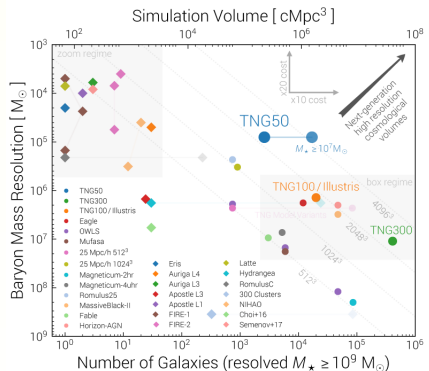 Simulation Volume [ cMpc³ ]
10² 10⁴ 10⁶ 10⁸
zoom regime
x20 cost
x10 cost
Next-generation
high resolution
cosmological
volumes
TNG50
M⋆ ≥ 10⁷ M☉
TNG100 / Illustris
box regime
TNG300
4096³
2048³
1024³
512³
Baryon Mass Resolution [ M☉ ]
10³
10⁴
10⁵
10⁶
10⁷
10⁸
10⁹
TNG50
TNG300
TNG100 / Illustris
Eagle
OWLS
Mufasa
25 Mpc/h 512³
25 Mpc/h 1024³
Magneticum-2hr
Magneticum-4uhr
Romulus25
MassiveBlack-II
Fable
Horizon-AGN
Eris
Auriga L4
Auriga L3
Apostle L3
Apostle L1
FIRE-1
FIRE-2
Latte
Hydrangea
RomulusC
300 Clusters
NIHAO
Choi+16
Semenov+17
10⁰ 10¹ 10² 10³ 10⁴ 10⁵ 10⁶
Number of Galaxies (resolved M⋆ ≥ 10⁹ M☉)